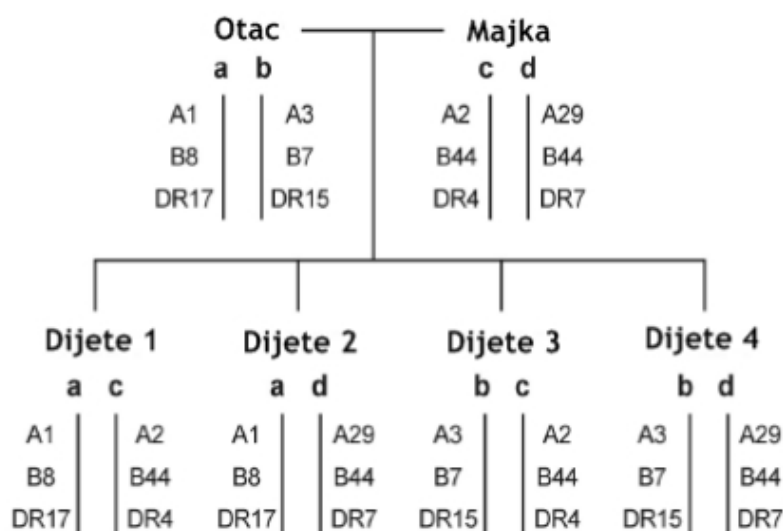 Otac Majka
a b c d
A1 A3 A2 A29
B8 B7 B44 B44
DR17 DR15 DR4 DR7
Dijete 1 Dijete 2 Dijete 3 Dijete 4
a c a d b c b d
A1 A2 A1 A29 A3 A2 A3 A29
B8 B44 B8 B44 B7 B44 B7 B44
DR17 DR4 DR17 DR7 DR15 DR4 DR15 DR7